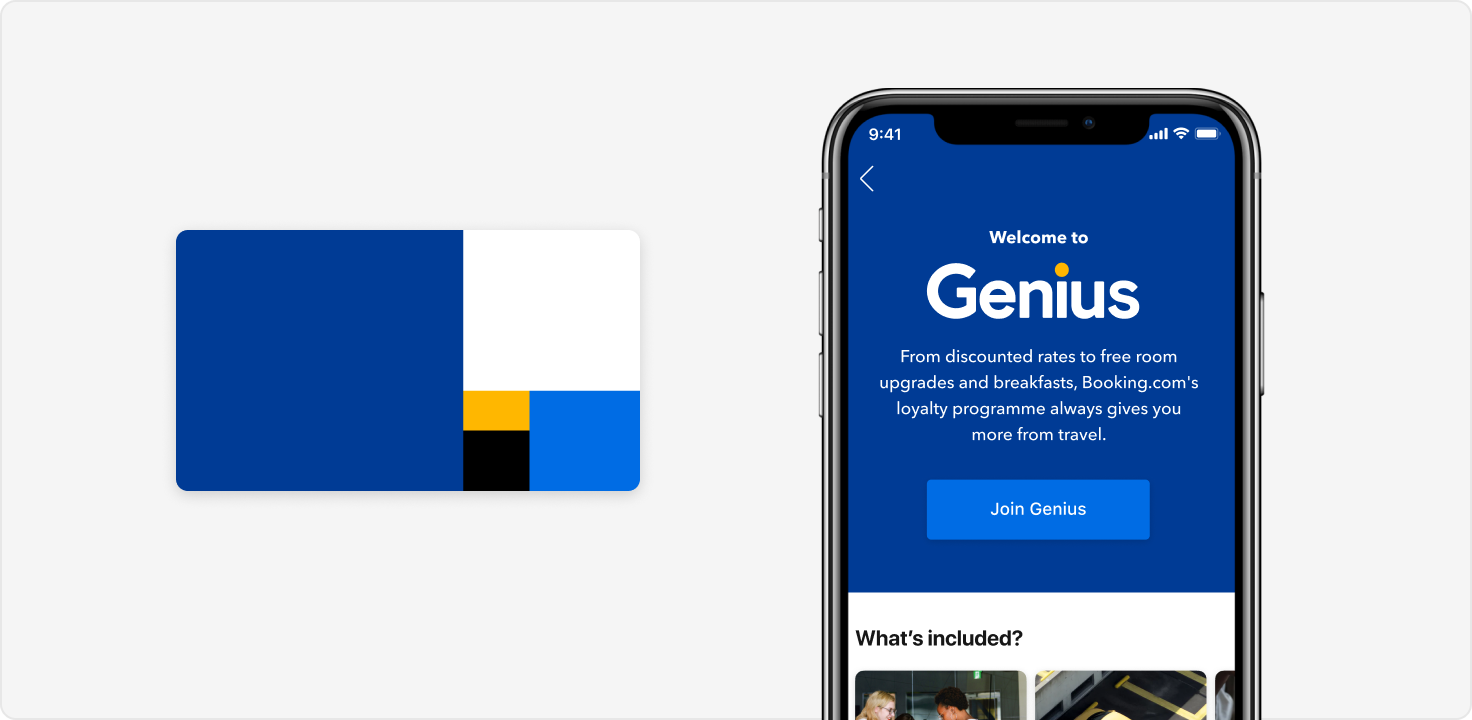 9:41
Welcome to
Genius
From discounted rates to free room
upgrades and breakfasts, Booking.com's
loyalty programme always gives you
more from travel.
Join Genius
What's included?